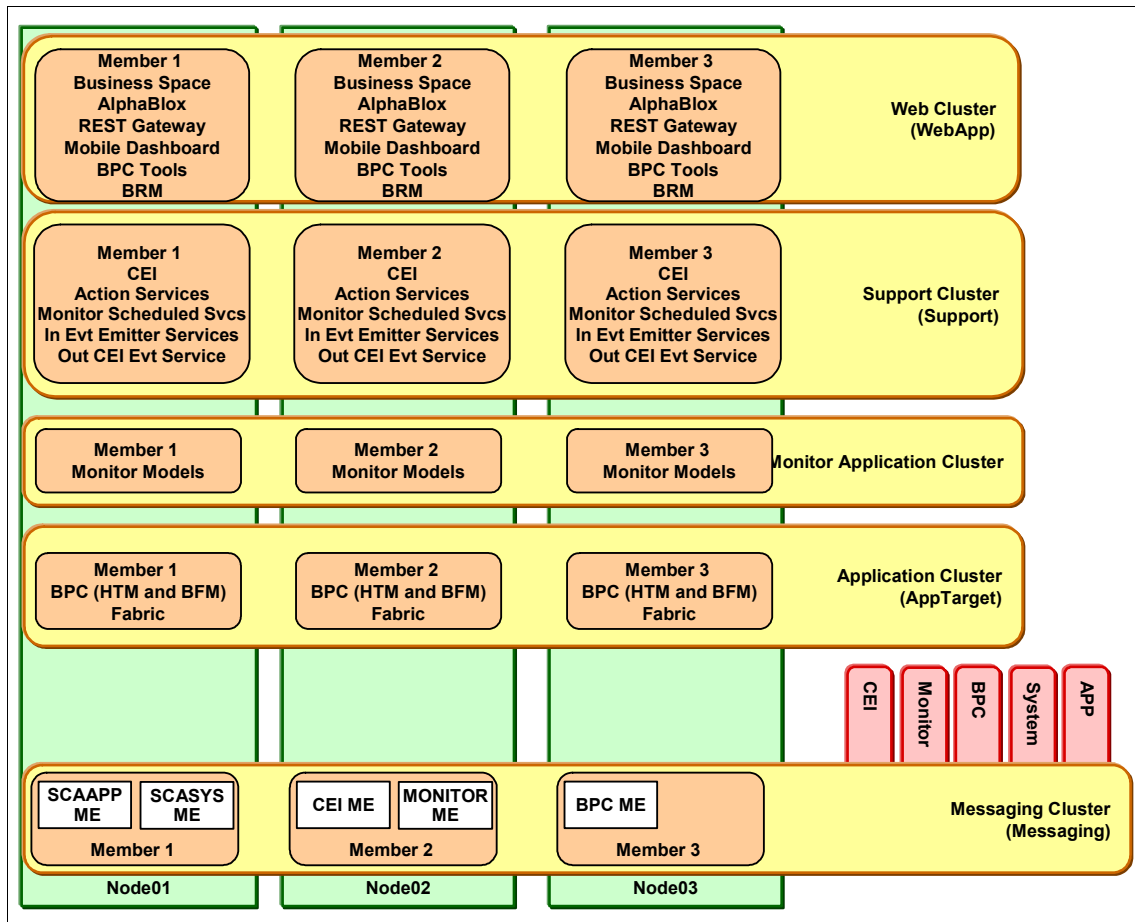 Member 1
Business Space
AlphaBlox
REST Gateway
Mobile Dashboard
BPC Tools
BRM
Member 2
Business Space
AlphaBlox
REST Gateway
Mobile Dashboard
BPC Tools
BRM
Member 3
Business Space
AlphaBlox
REST Gateway
Mobile Dashboard
BPC Tools
BRM
Web Cluster
(WebApp)
Member 1
CEI
Action Services
Monitor Scheduled Svcs
In Evt Emitter Services
Out CEI Evt Service
Member 2
CEI
Action Services
Monitor Scheduled Svcs
In Evt Emitter Services
Out CEI Evt Service
Member 3
CEI
Action Services
Monitor Scheduled Svcs
In Evt Emitter Services
Out CEI Evt Service
Support Cluster
(Support)
Member 1
Monitor Models
Member 2
Monitor Models
Member 3
Monitor Models
Monitor Application Cluster
Member 1
BPC (HTM and BFM)
Fabric
Member 2
BPC (HTM and BFM)
Fabric
Member 3
BPC (HTM and BFM)
Fabric
Application Cluster
(AppTarget)
CEI
Monitor
BPC
System
APP
SCAAPP
ME
SCASYS
ME
Member 1
CEI ME
MONITOR
ME
Member 2
BPC ME
Member 3
Messaging Cluster
(Messaging)
Node01
Node02
Node03